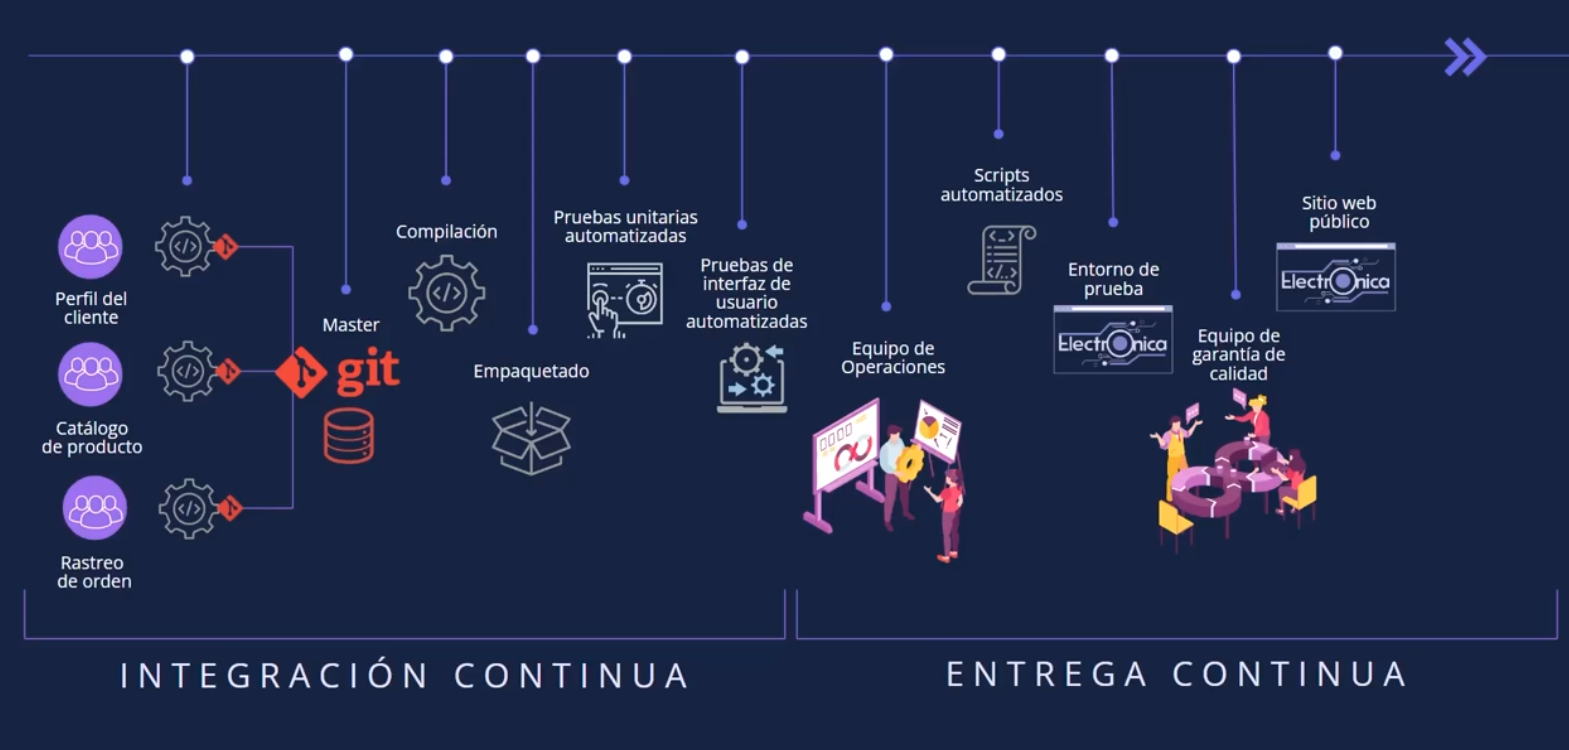 Perfil del
cliente
Catálogo
de producto
Rastreo
de orden
Master
git
Compilación
Empaquetado
Pruebas unitarias
automatizadas
Pruebas de
interfaz de
usuario
automatizadas
Equipo de
Operaciones
Scripts
automatizados
Entorno de
prueba
Electrónica
Equipo de
garantía de
calidad
Sitio web
público
Electrónica
INTEGRACIÓN CONTINUA
ENTREGA CONTINUA